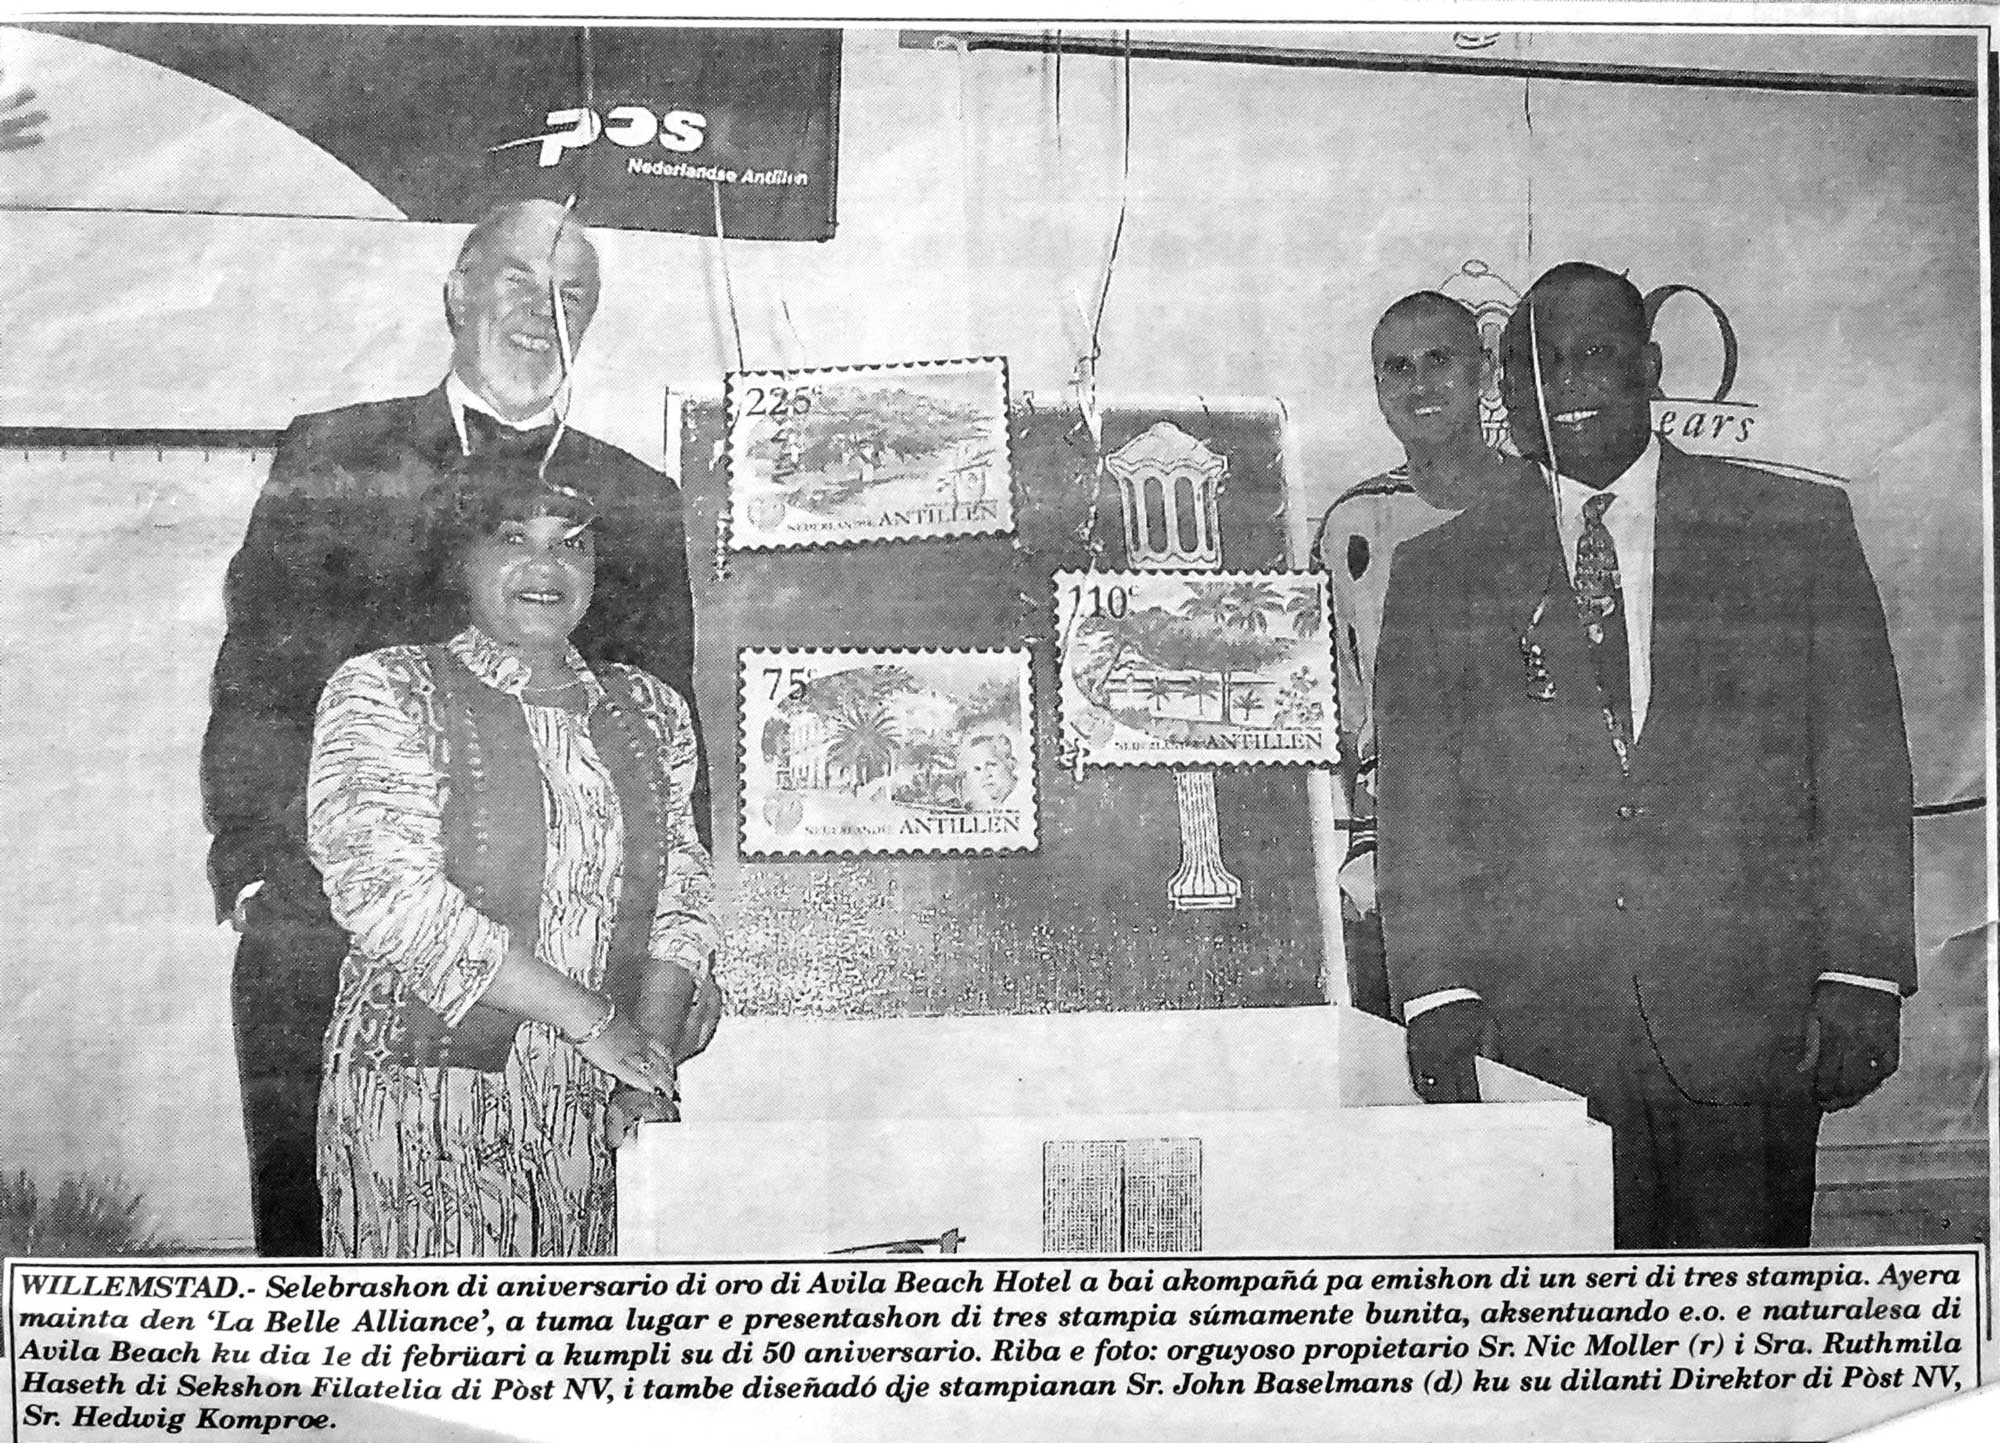 post
Nederlandse Antillen
225c
NEDERLANDSE ANTILLEN
ears
110c
NEDERLANDSE ANTILLEN
75c
NEDERLANDSE ANTILLEN
WILLEMSTAD.- Selebrashon di aniversario di oro di Avila Beach Hotel a bai akompañá pa emishon di un seri di tres stampia. Ayera
mainta den ‘La Belle Alliance’, a tuma lugar e presentashon di tres stampia súmamente bunita, aksentuando e.o. e naturalesa di
Avila Beach ku dia 1e di febrüari a kumpli su di 50 aniversario. Riba e foto: orguyoso propietario Sr. Nic Moller (r) i Sra. Ruthmila
Haseth di Sekshon Filatelia di Pòst NV, i tambe diseñadó dje stampianan Sr. John Baselmans (d) ku su dilanti Direktor di Pòst NV,
Sr. Hedwig Komproe.